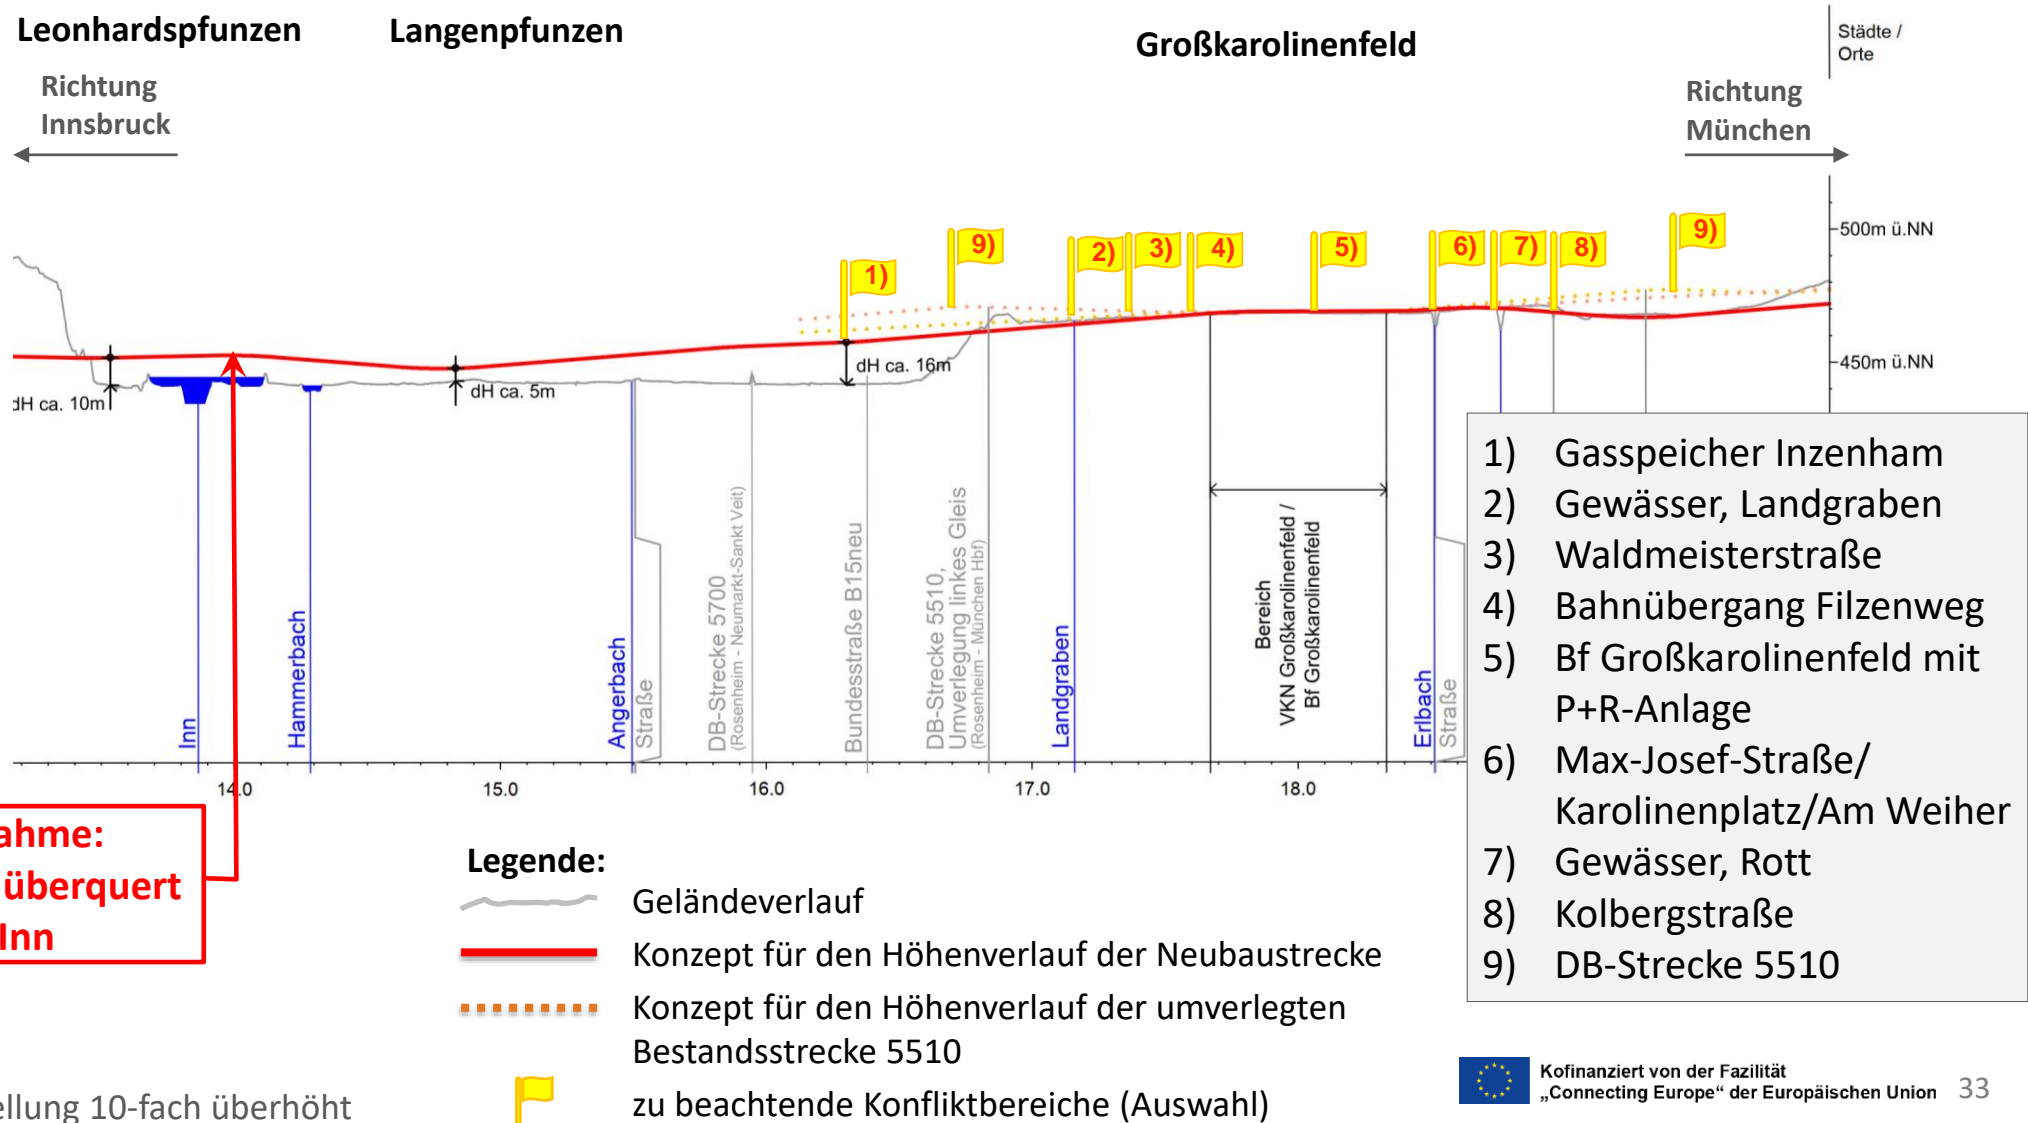 Leonhardspfunzen
Langenpfunzen
Großkarolinenfeld
Städte /
Orte
Richtung
Innsbruck
Richtung
München
500m ü.NN
450m ü.NN
1)
9)
2)
3)
4)
5)
6)
7)
8)
9)
dH ca. 10m
dH ca. 5m
dH ca. 16m
Inn
Hammerbach
Angerbach
Straße
DB-Strecke 5700
(Rosenheim - Neumarkt-Sankt Veit)
Bundesstraße B15neu
DB-Strecke 5510,
Umverlegung linkes Gleis
(Rosenheim - München Hbf)
Landgraben
Bereich
VKN Großkarolinenfeld /
Bf Großkarolinenfeld
Erlbach
Straße
14.0
15.0
16.0
17.0
18.0
1) Gasspeicher Inzenham
2) Gewässer, Landgraben
3) Waldmeisterstraße
4) Bahnübergang Filzenweg
5) Bf Großkarolinenfeld mit
P+R-Anlage
6) Max-Josef-Straße/
Karolinenplatz/Am Weiher
7) Gewässer, Rott
8) Kolbergstraße
9) DB-Strecke 5510
ahme:
überquert
Inn
Legende:
Geländeverlauf
Konzept für den Höhenverlauf der Neubaustrecke
Konzept für den Höhenverlauf der umverlegten
Bestandsstrecke 5510
zu beachtende Konfliktbereiche (Auswahl)
ellung 10-fach überhöht
Kofinanziert von der Fazilität
„Connecting Europe“ der Europäischen Union
33